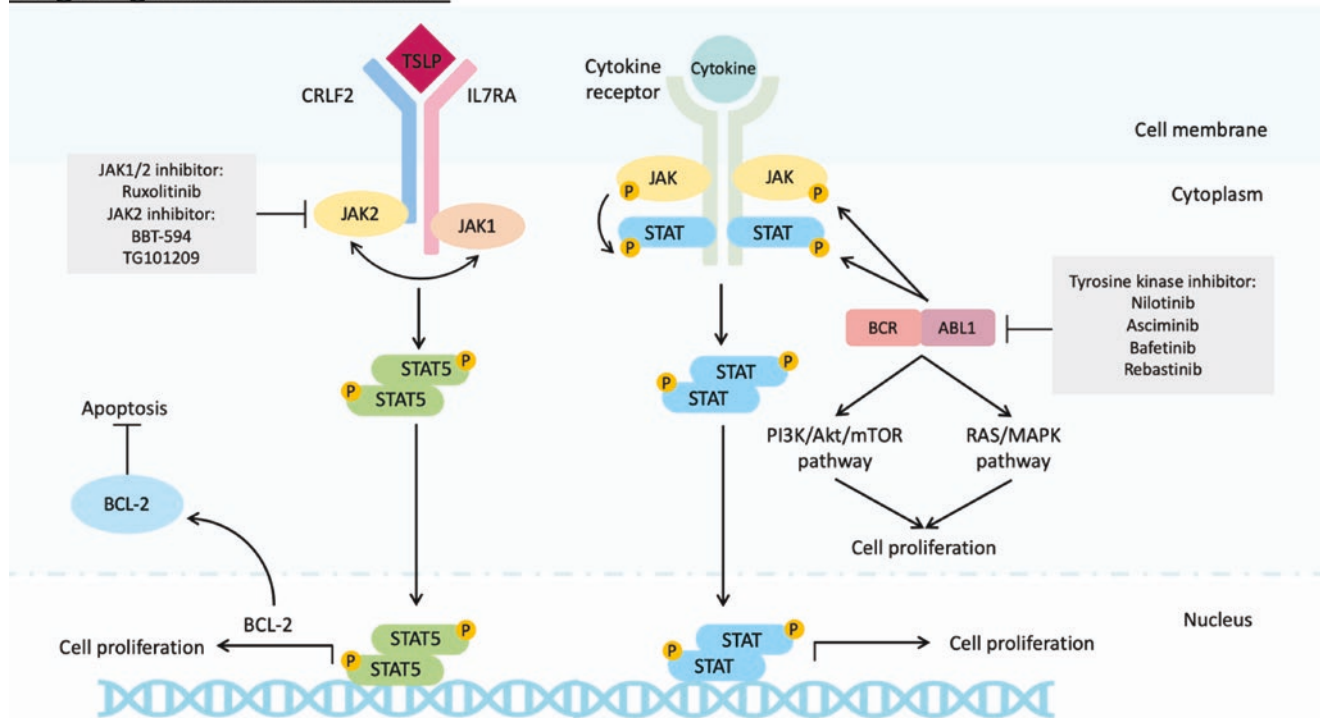 TSLP
CRLF2
IL7RA
Cytokine
receptor
Cytokine
Cell membrane
JAK1/2 inhibitor:
Ruxolitinib
JAK2 inhibitor:
BBT-594
TG101209
JAK2
JAK1
P
JAK
JAK
P
P
STAT
STAT
P
Cytoplasm
Tyrosine kinase inhibitor:
Nilotinib
Asciminib
Bafetinib
Rebastinib
BCR
ABL1
STAT5
P
P
STAT5
STAT
P
P
STAT
Apoptosis
BCL-2
PI3K/Akt/mTOR
pathway
RAS/MAPK
pathway
Cell proliferation
BCL-2
Cell proliferation
STAT5
P
P
STAT5
STAT
P
P
STAT
Cell proliferation
Nucleus